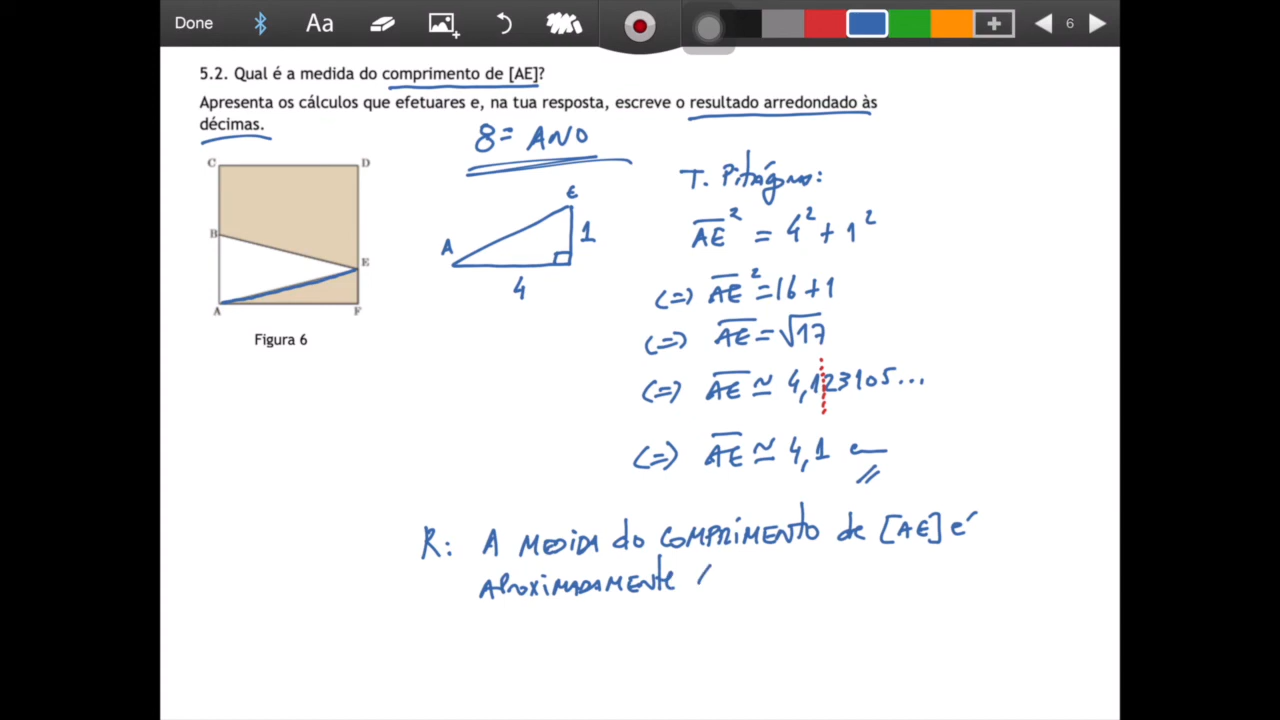 Done Aa 6
5.2. Qual é a medida do comprimento de [AE]?
Apresenta os cálculos que efetuares e, na tua resposta, escreve o resultado arredondado às
décimas.
8º ANO
C D
B
E
A F
Figura 6
E
A 1
4
T. Pitágoras:
AE² = 4² + 1²
(=) AE² = 16 + 1
(=) AE = √17
(=) AE ≃ 4,123105...
(=) AE ≃ 4,1 cm
R: A MEDIDA do COMPRIMENTO de [AE] é
APROXIMADAMENTE